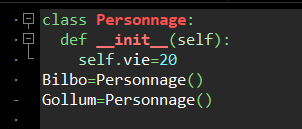 class Personnage:
  def __init__(self):
    self.vie=20
Bilbo=Personnage()
Gollum=Personnage()